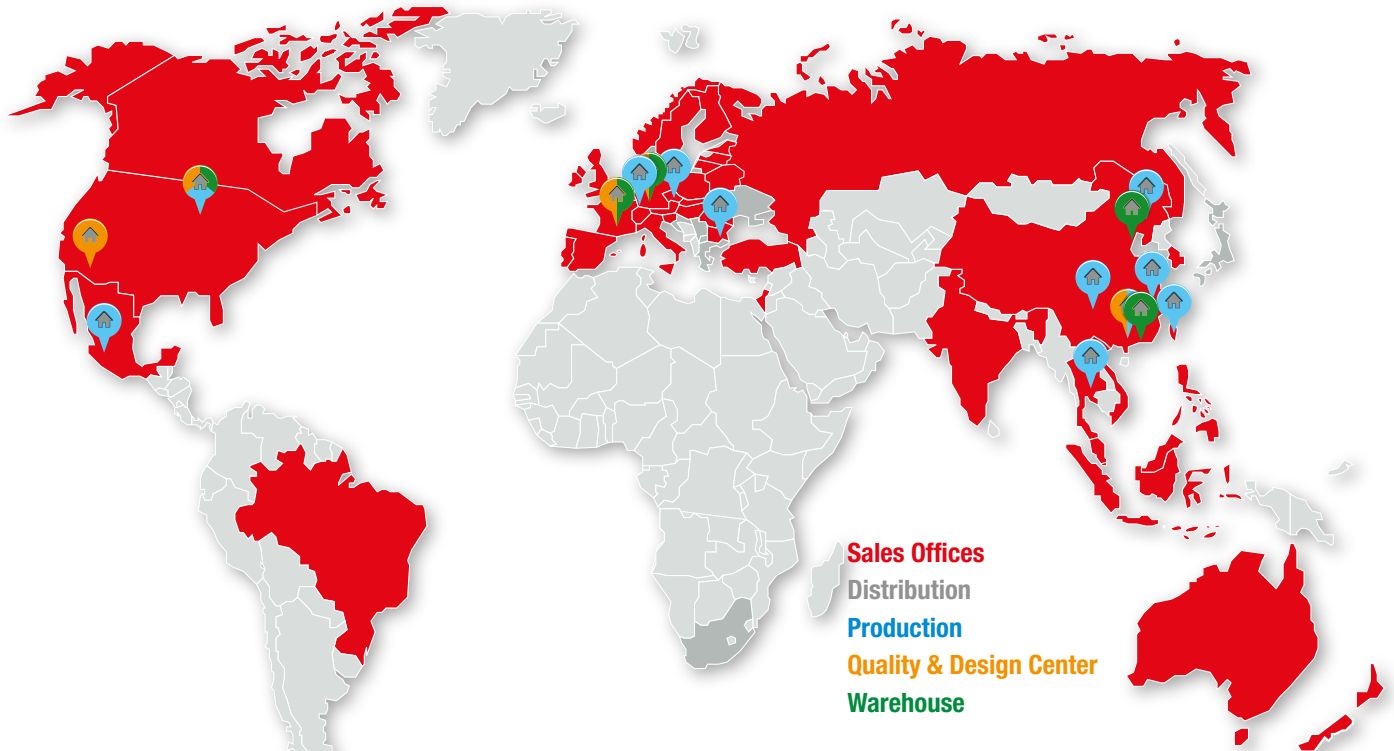 Sales Offices
Distribution
Production
Quality & Design Center
Warehouse